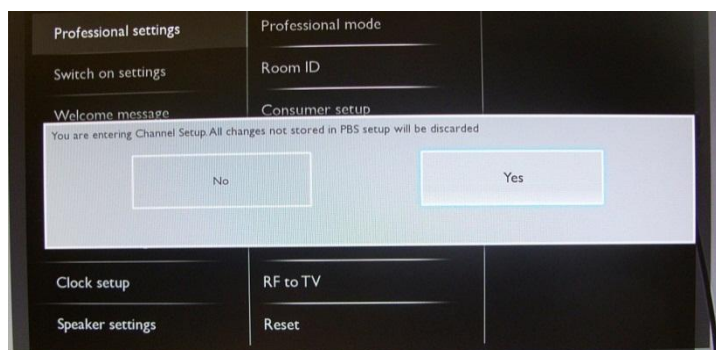 Professional settings
Professional mode
Switch on settings
Room ID
Welcome message
Consumer setup
You are entering Channel Setup.All changes not stored in PBS setup will be discarded
No
Yes
Clock setup
RF to TV
Speaker settings
Reset